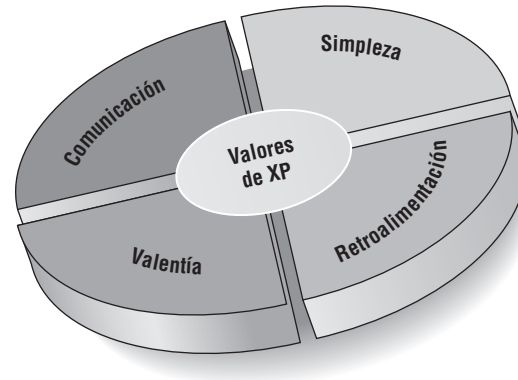 Comunicación
Simpleza
Valores
de XP
Valentía
Retroalimentación